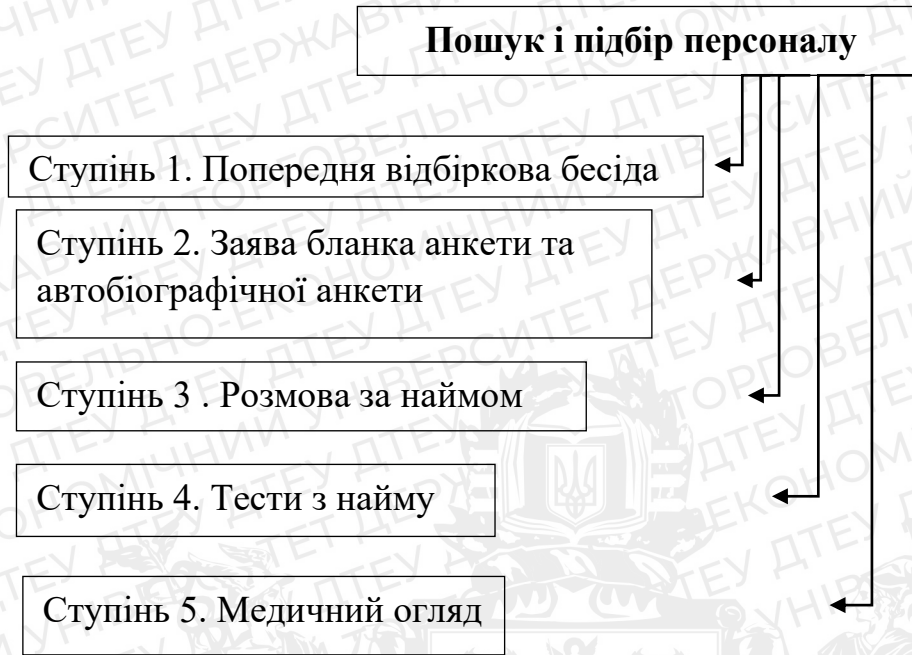 Пошук і підбір персоналу
Ступінь 1. Попередня відбіркова бесіда
Ступінь 2. Заява бланка анкети та
автобіографічної анкети
Ступінь 3 . Розмова за наймом
Ступінь 4. Тести з найму
Ступінь 5. Медичний огляд